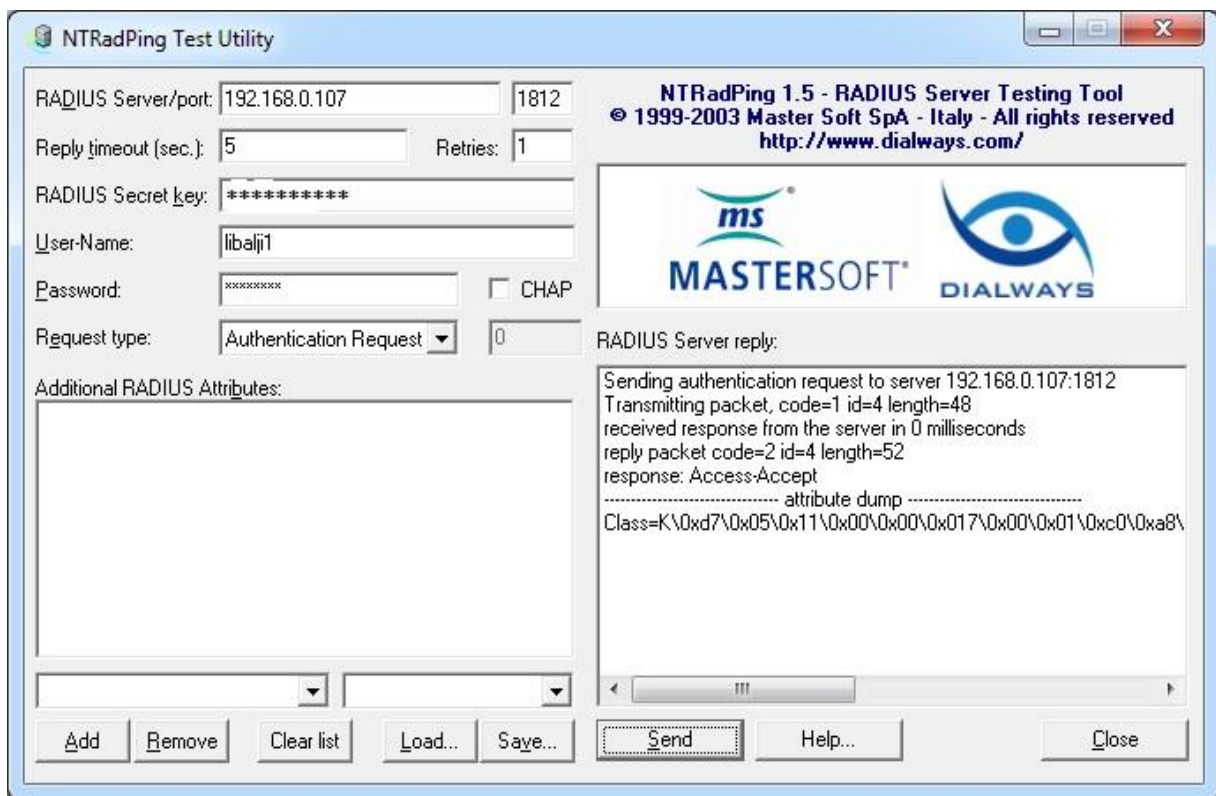 NTRadPing Test Utility
RADIUS Server/port: 192.168.0.107 1812
Reply timeout (sec.): 5 Retries: 1
RADIUS Secret key: **********
User-Name: libalji1
Password: xxxxxxxx CHAP
Request type: Authentication Request 0
Additional RADIUS Attributes:
Add Remove Clear list Load... Save...
NTRadPing 1.5 - RADIUS Server Testing Tool
© 1999-2003 Master Soft SpA - Italy - All rights reserved
http://www.dialways.com/
ms®
MASTERSOFT® DIALWAYS
RADIUS Server reply:
Sending authentication request to server 192.168.0.107:1812
Transmitting packet, code=1 id=4 length=48
received response from the server in 0 milliseconds
reply packet code=2 id=4 length=52
response: Access-Accept
-------------------------------- attribute dump --------------------------------
Class=K\0xd7\0x05\0x11\0x00\0x00\0x017\0x00\0x01\0xc0\0xa8\
Send Help... Close